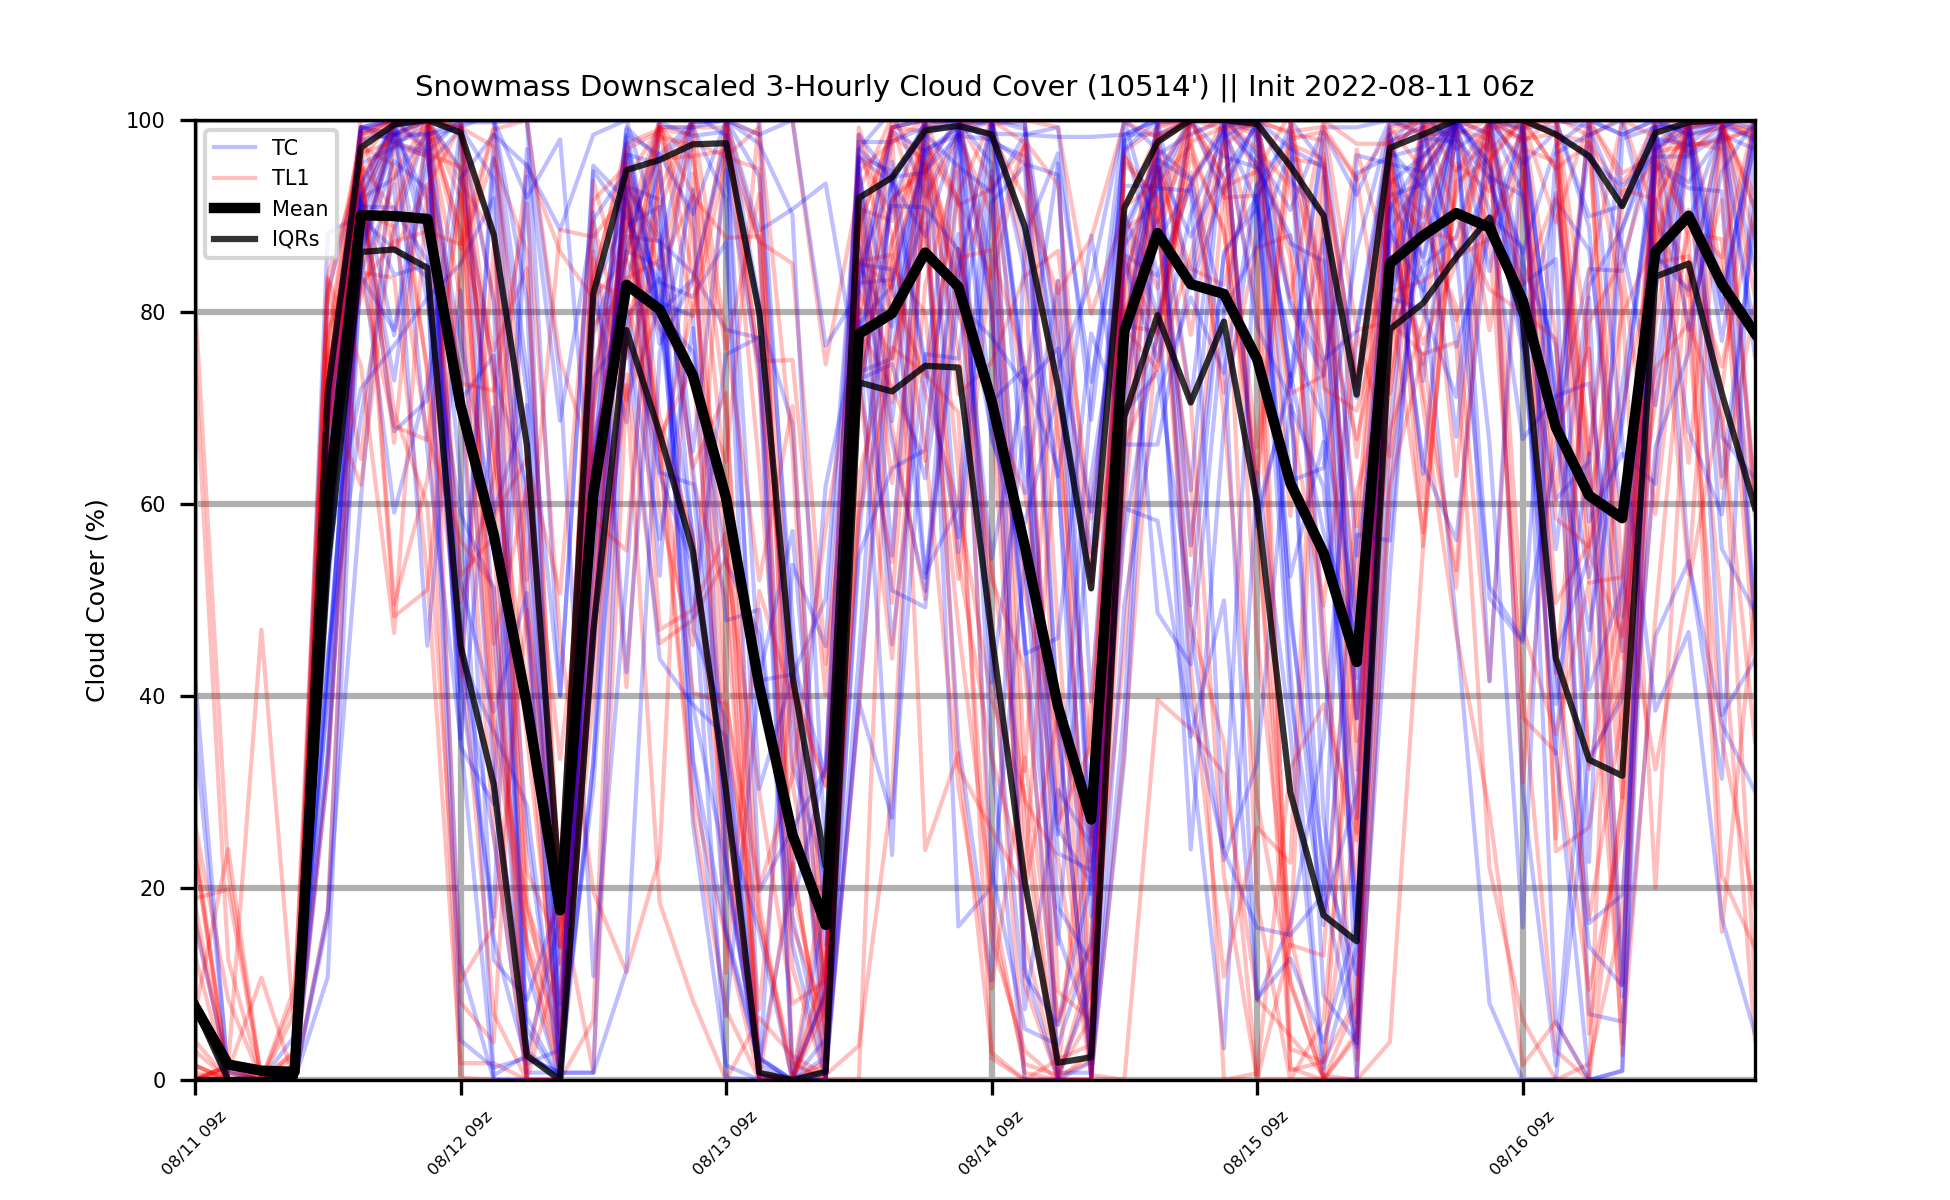 Snowmass Downscaled 3-Hourly Cloud Cover (10514') || Init 2022-08-11 06z
100
80
60
40
20
0
Cloud Cover (%)
TC
TL1
Mean
IQRs
08/11 09z
08/12 09z
08/13 09z
08/14 09z
08/15 09z
08/16 09z